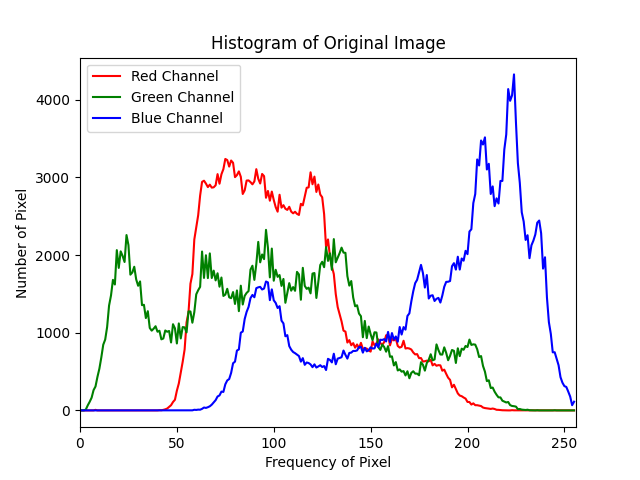 Histogram of Original Image
Red Channel
Green Channel
Blue Channel
Number of Pixel
4000
3000
2000
1000
0
0 50 100 150 200 250
Frequency of Pixel